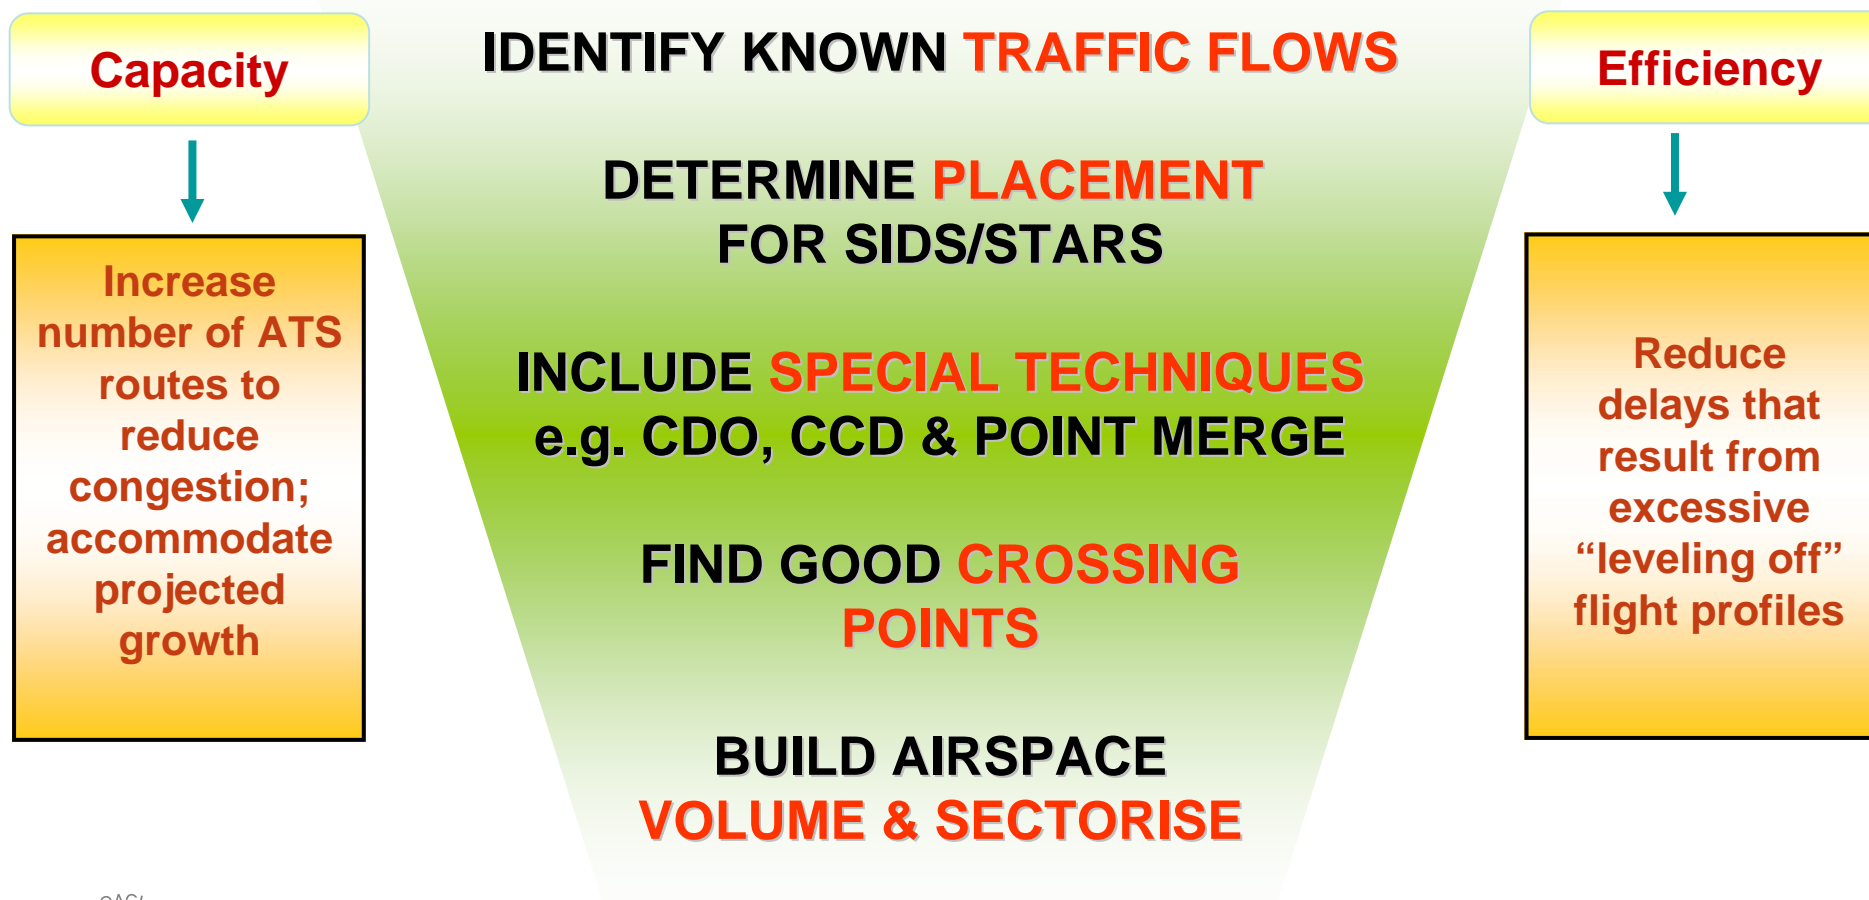 Capacity
Increase
number of ATS
routes to
reduce
congestion;
accommodate
projected
growth
IDENTIFY KNOWN TRAFFIC FLOWS
DETERMINE PLACEMENT
FOR SIDS/STARS
INCLUDE SPECIAL TECHNIQUES
e.g. CDO, CCD & POINT MERGE
FIND GOOD CROSSING
POINTS
BUILD AIRSPACE
VOLUME & SECTORISE
Efficiency
Reduce
delays that
result from
excessive
“leveling off”
flight profiles